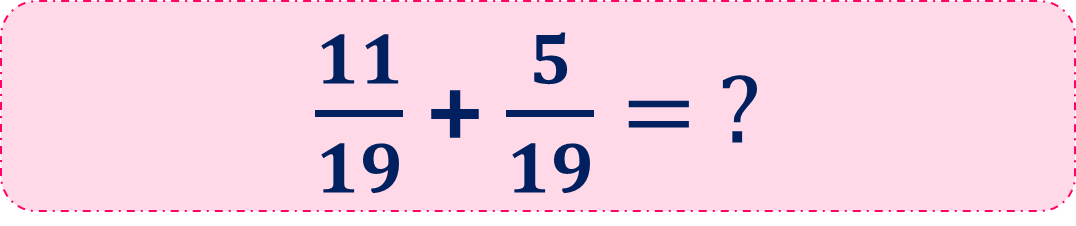 11/19 + 5/19 = ?